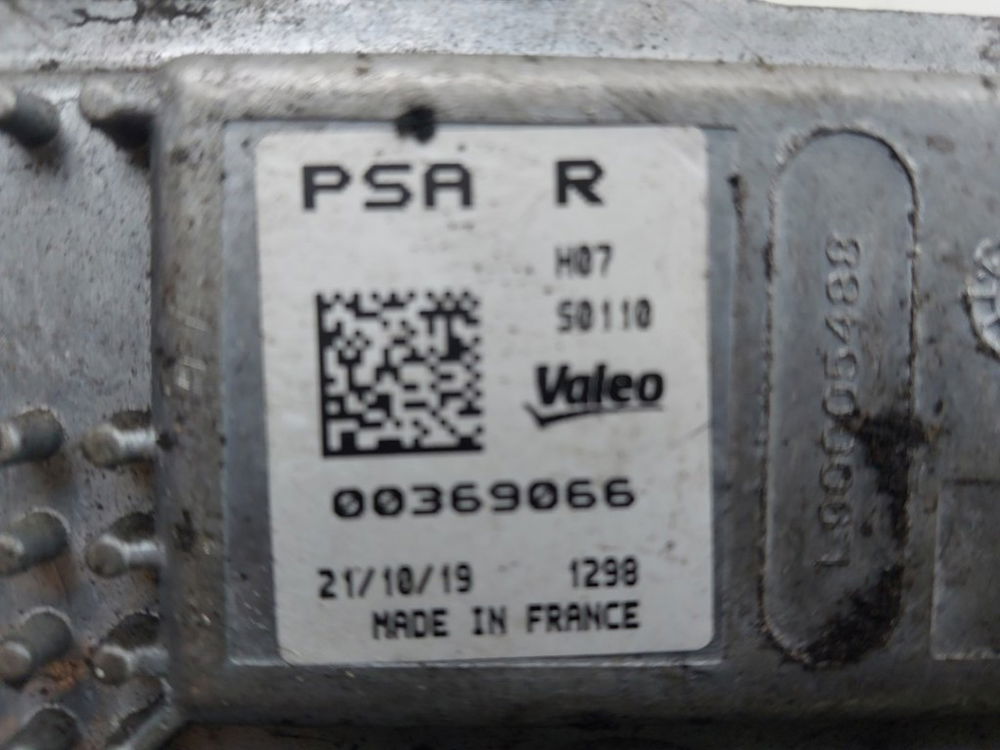 PSA R
H07
S0110
Valeo
00369066
21/10/19 1298
MADE IN FRANCE
L90005488